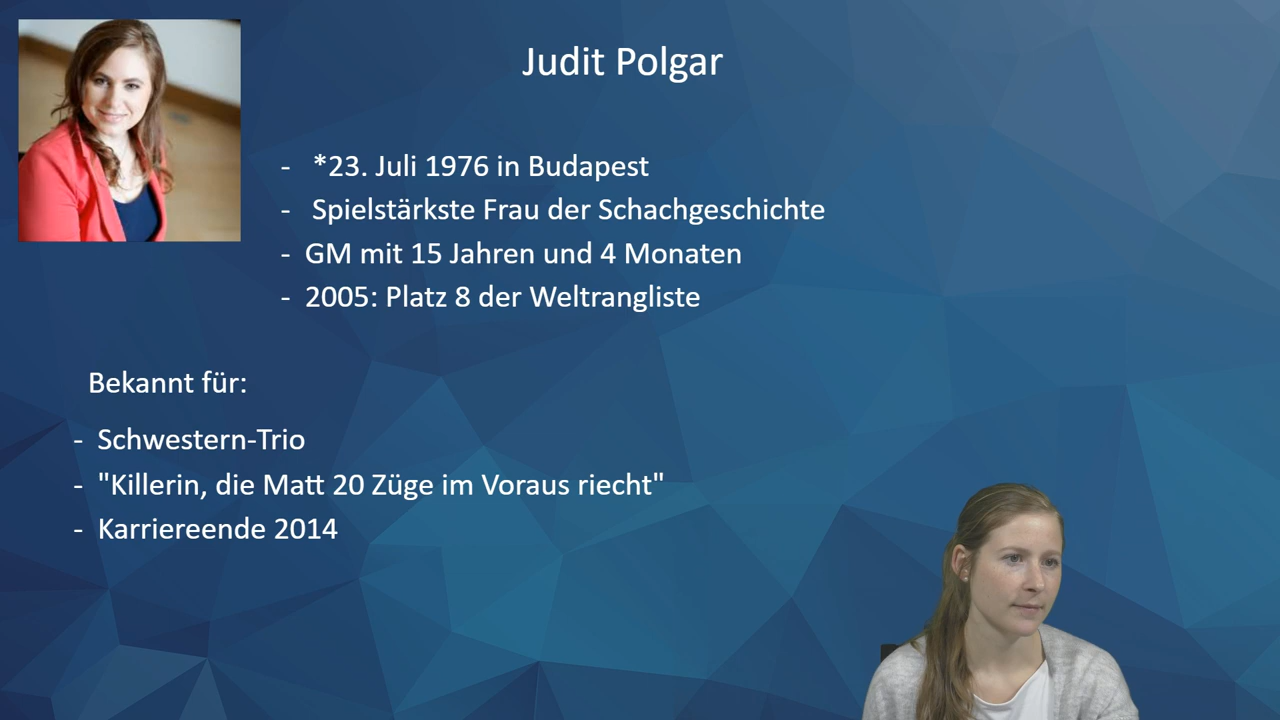 Judit Polgar
- *23. Juli 1976 in Budapest
- Spielstärkste Frau der Schachgeschichte
- GM mit 15 Jahren und 4 Monaten
- 2005: Platz 8 der Weltrangliste
Bekannt für:
- Schwestern-Trio
- "Killerin, die Matt 20 Züge im Voraus riecht"
- Karriereende 2014